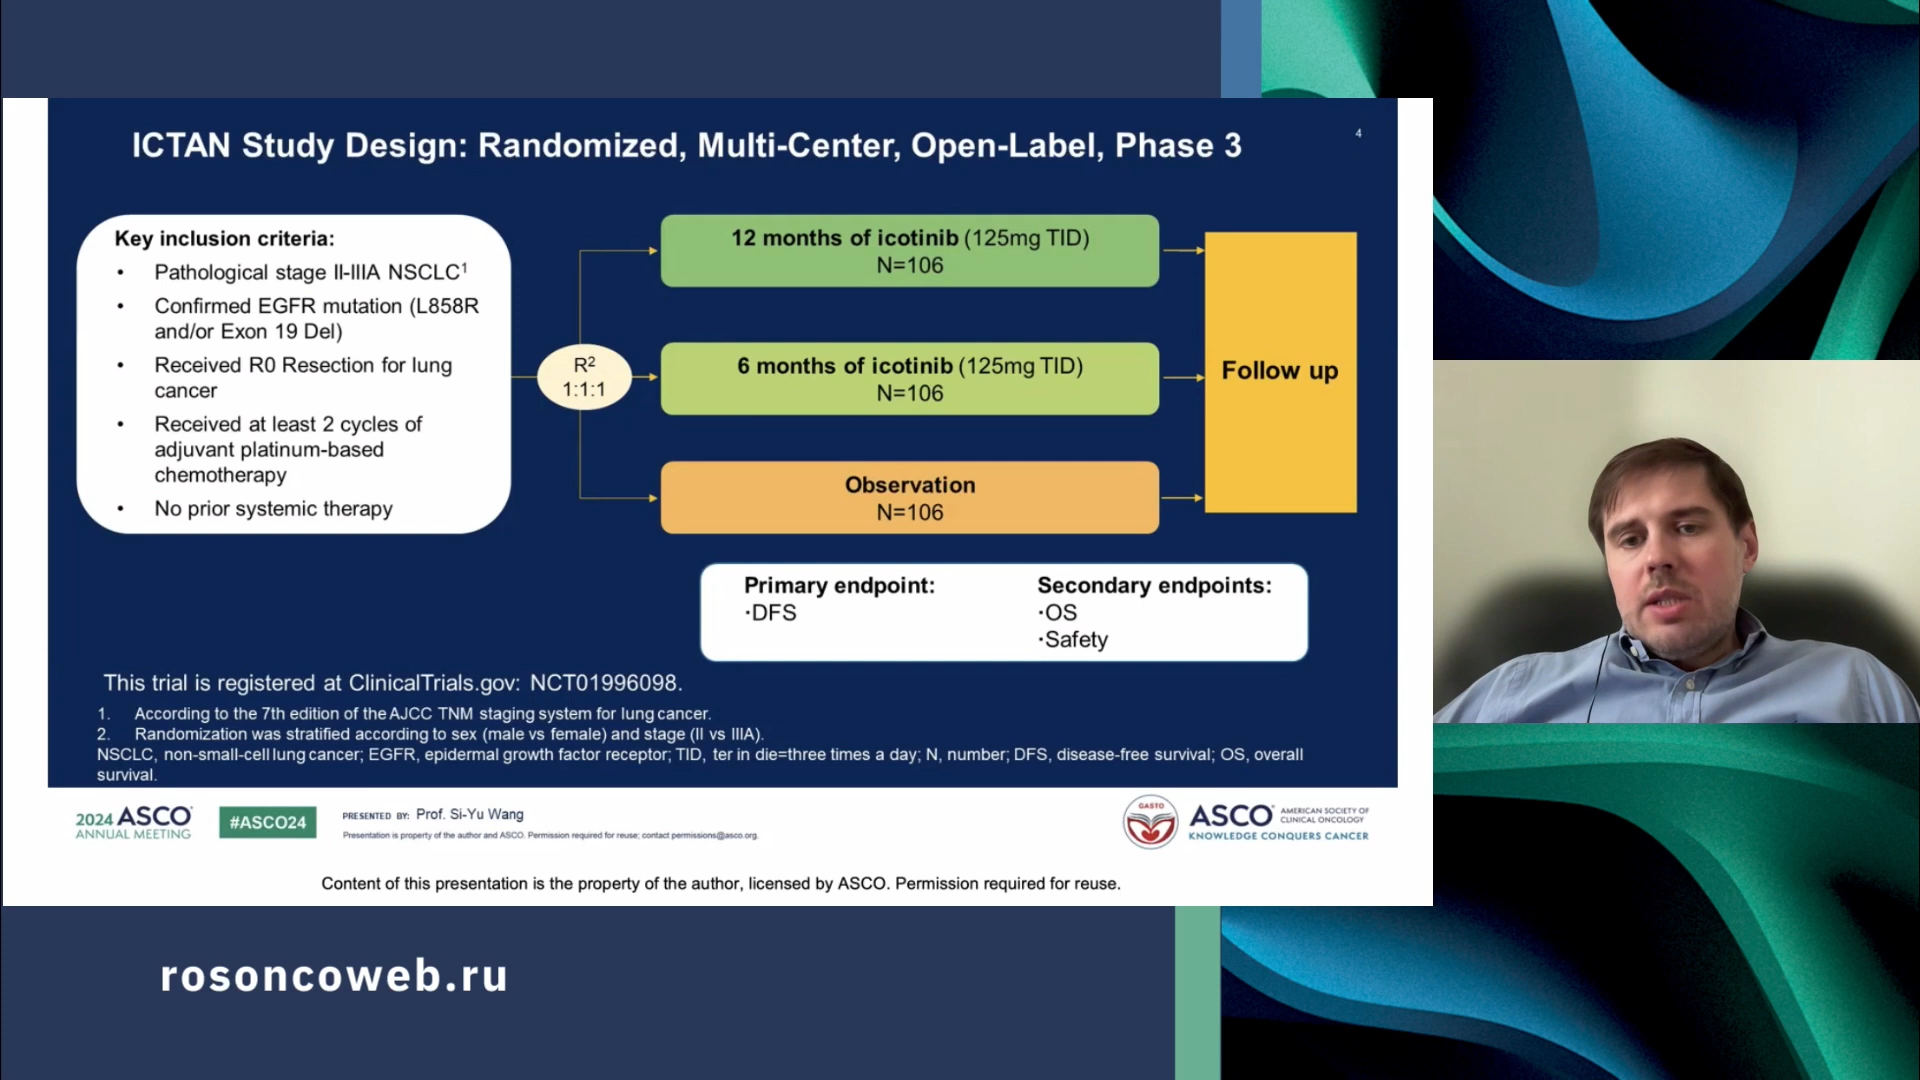 ICTAN Study Design: Randomized, Multi-Center, Open-Label, Phase 3
4
Key inclusion criteria:
• Pathological stage II-IIIA NSCLC¹
• Confirmed EGFR mutation (L858R
and/or Exon 19 Del)
• Received R0 Resection for lung
cancer
• Received at least 2 cycles of
adjuvant platinum-based
chemotherapy
• No prior systemic therapy
R²
1:1:1
12 months of icotinib (125mg TID)
N=106
6 months of icotinib (125mg TID)
N=106
Observation
N=106
Follow up
Primary endpoint:
·DFS
Secondary endpoints:
·OS
·Safety
This trial is registered at ClinicalTrials.gov: NCT01996098.
1. According to the 7th edition of the AJCC TNM staging system for lung cancer.
2. Randomization was stratified according to sex (male vs female) and stage (II vs IIIA).
NSCLC, non-small-cell lung cancer; EGFR, epidermal growth factor receptor; TID, ter in die=three times a day; N, number; DFS, disease-free survival; OS, overall
survival.
2024 ASCO
ANNUAL MEETING
#ASCO24
PRESENTED BY: Prof. Si-Yu Wang
Presentation is property of the author and ASCO. Permission required for reuse; contact permissions@asco.org.
GASTO
ASCO
AMERICAN SOCIETY OF
CLINICAL ONCOLOGY
KNOWLEDGE CONQUERS CANCER
Content of this presentation is the property of the author, licensed by ASCO. Permission required for reuse.
rosoncoweb.ru